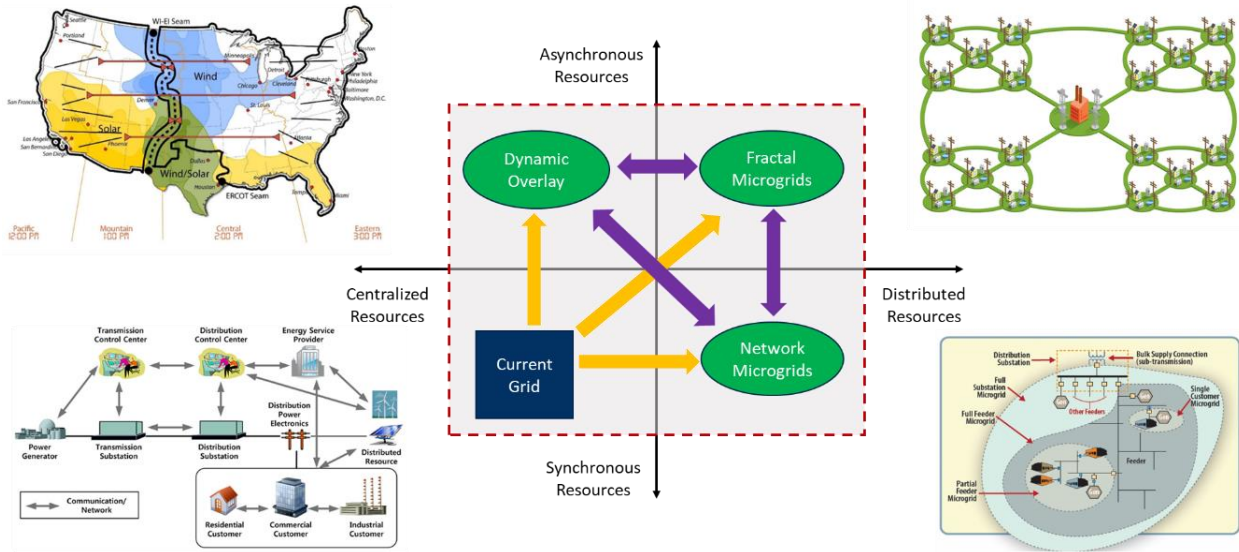 Seattle
WI-EI Seam
Portland
Minneapolis
Boston
Wind
Detroit
New York
Chicago
Cleveland
Pittsburgh
Philadelphia
Baltimore
Washington, D.C.
San Francisco
Denver
St. Louis
Las Vegas
Solar
Los Angeles
San Bernardino
San Diego
Phoenix
Atlanta
Dallas
Wind/Solar
Houston
Tampa
Miami
ERCOT Seam
Pacific
12:00 PM
Mountain
1:00 PM
Central
2:00 PM
Eastern
3:00 PM
Asynchronous
Resources
Dynamic
Overlay
Fractal
Microgrids
Centralized
Resources
Distributed
Resources
Current
Grid
Network
Microgrids
Synchronous
Resources
Transmission
Control Center
Distribution
Control Center
Energy Service
Provider
Distribution
Power
Electronics
Power
Generator
Transmission
Substation
Distribution
Substation
Distributed
Resource
Communication/
Network
Residential
Customer
Commercial
Customer
Industrial
Customer
Distribution
Substation
Bulk Supply Connection
(sub-transmission)
Full
Substation
Microgrid
Single
Customer
Microgrid
Other Feeders
Full Feeder
Microgrid
Feeder
Partial
Feeder
Microgrid